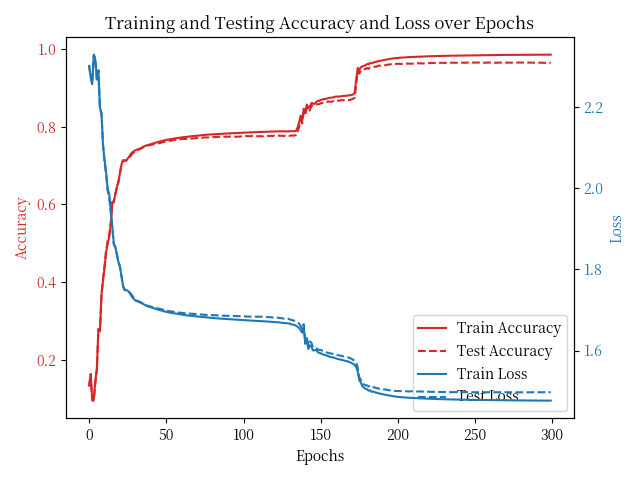 Training and Testing Accuracy and Loss over Epochs
1.0
0.8
0.6
0.4
0.2
Accuracy
2.2
2.0
1.8
1.6
Loss
Train Accuracy
Test Accuracy
Train Loss
Test Loss
0 50 100 150 200 250 300
Epochs